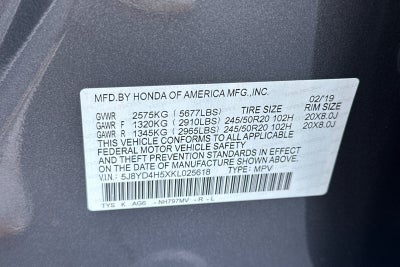 MFD.BY HONDA OF AMERICA MFG.,INC. 02/'19
GVWR 2575KG (5677LBS) TIRE SIZE RIM SIZE
GAWR F 1320KG (2910LBS) 245/50R20 102H 20X8.0J
GAWR R 1345KG (2965LBS) 245/50R20 102H 20X8.0J
THIS VEHICLE CONFORMS TO ALL APPLICABLE
FEDERAL MOTOR VEHICLE SAFETY
AND THEFT PREVENTION STANDARDS IN EFFECT
ON THE DATE OF MANUFACTURE SHOWN ABOVE.
V.I.N.: 5J8YD4H5XKL025618 TYPE: MPV
TYS K AG6 - NH797MV - R - L